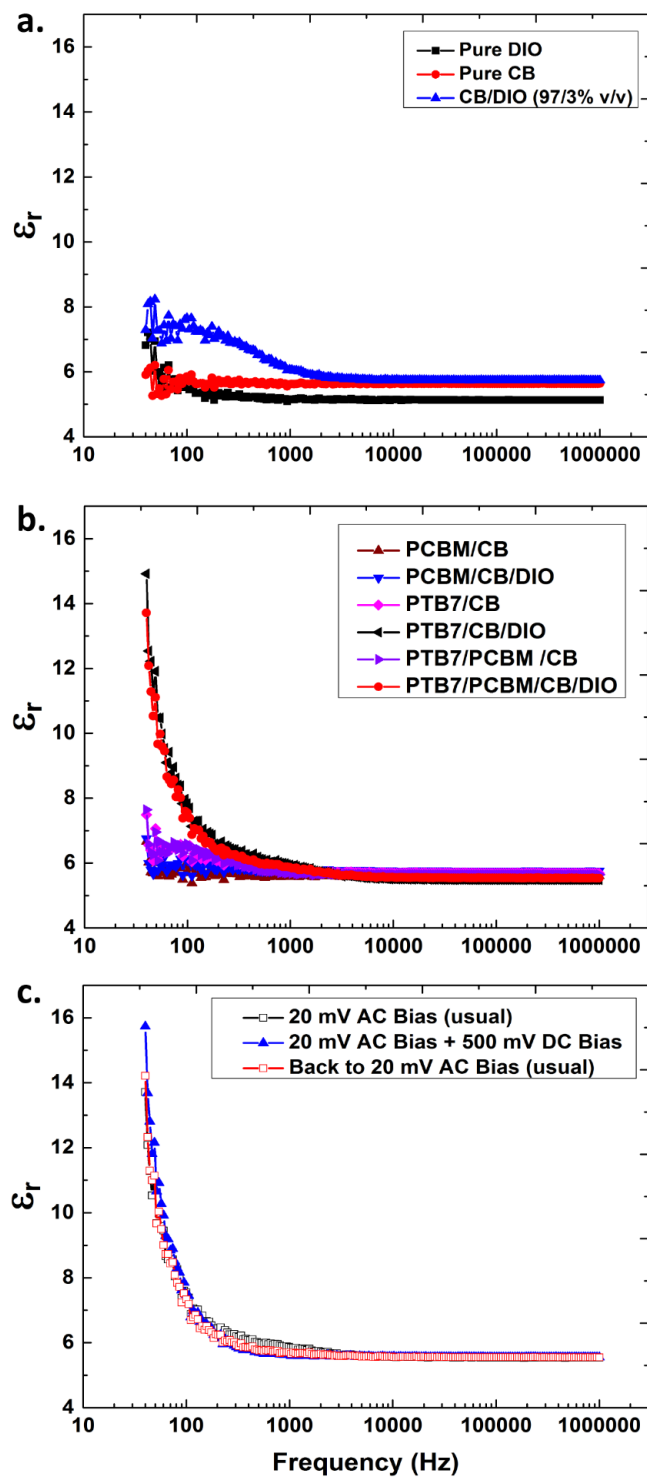 a.
Pure DIO
Pure CB
CB/DIO (97/3% v/v)
16
14
12
10
8
6
4
εr
10 100 1000 10000 100000 1000000
b.
PCBM/CB
PCBM/CB/DIO
PTB7/CB
PTB7/CB/DIO
PTB7/PCBM /CB
PTB7/PCBM/CB/DIO
16
14
12
10
8
6
4
εr
10 100 1000 10000 100000 1000000
c.
20 mV AC Bias (usual)
20 mV AC Bias + 500 mV DC Bias
Back to 20 mV AC Bias (usual)
16
14
12
10
8
6
4
εr
10 100 1000 10000 100000 1000000
Frequency (Hz)